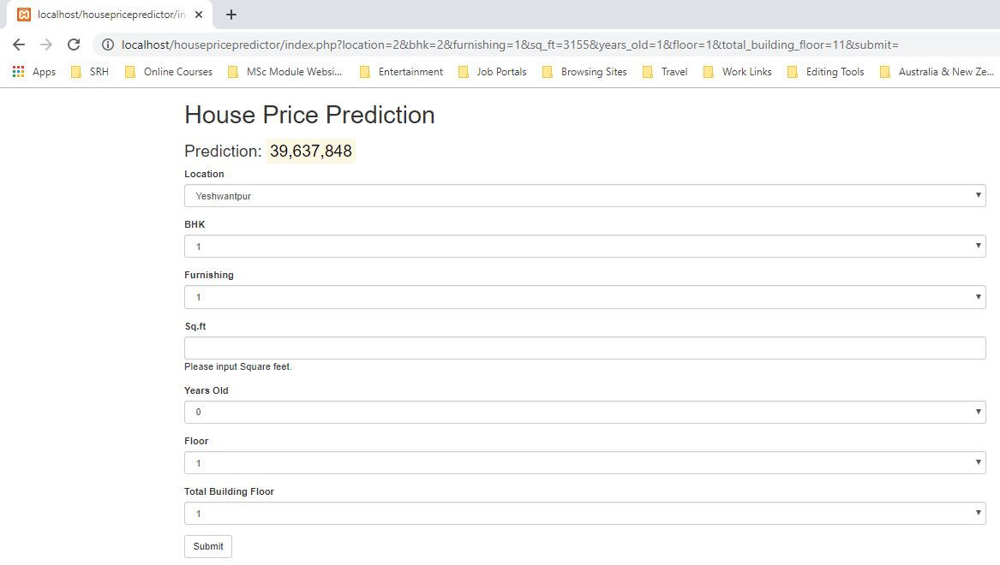 localhost/housepricepredictor/in
localhost/housepricepredictor/index.php?location=2&bhk=2&furnishing=1&sq_ft=3155&years_old=1&floor=1&total_building_floor=11&submit=
Apps SRH Online Courses MSc Module Websi... Entertainment Job Portals Browsing Sites Travel Work Links Editing Tools Australia & New Ze...
House Price Prediction
Prediction: 39,637,848
Location
Yeshwantpur
BHK
1
Furnishing
1
Sq.ft
Please input Square feet.
Years Old
0
Floor
1
Total Building Floor
1
Submit